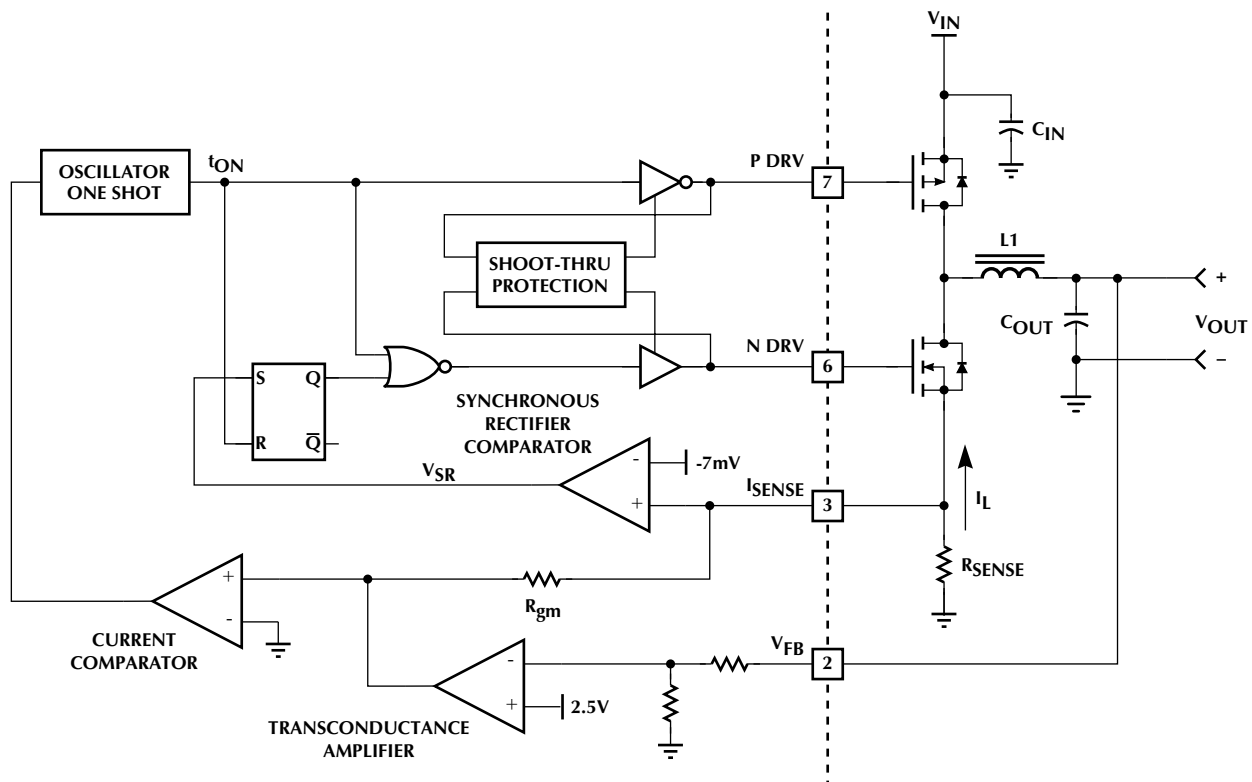 VIN
CIN
OSCILLATOR
ONE SHOT
tON
P DRV
7
SHOOT-THRU
PROTECTION
L1
+
COUT
VOUT
−
N DRV
6
S
Q
R
Q
SYNCHRONOUS
RECTIFIER
COMPARATOR
VSR
-
-7mV
+
ISENSE
3
IL
RSENSE
+
-
Rgm
CURRENT
COMPARATOR
VFB
2
-
+
2.5V
TRANSCONDUCTANCE
AMPLIFIER